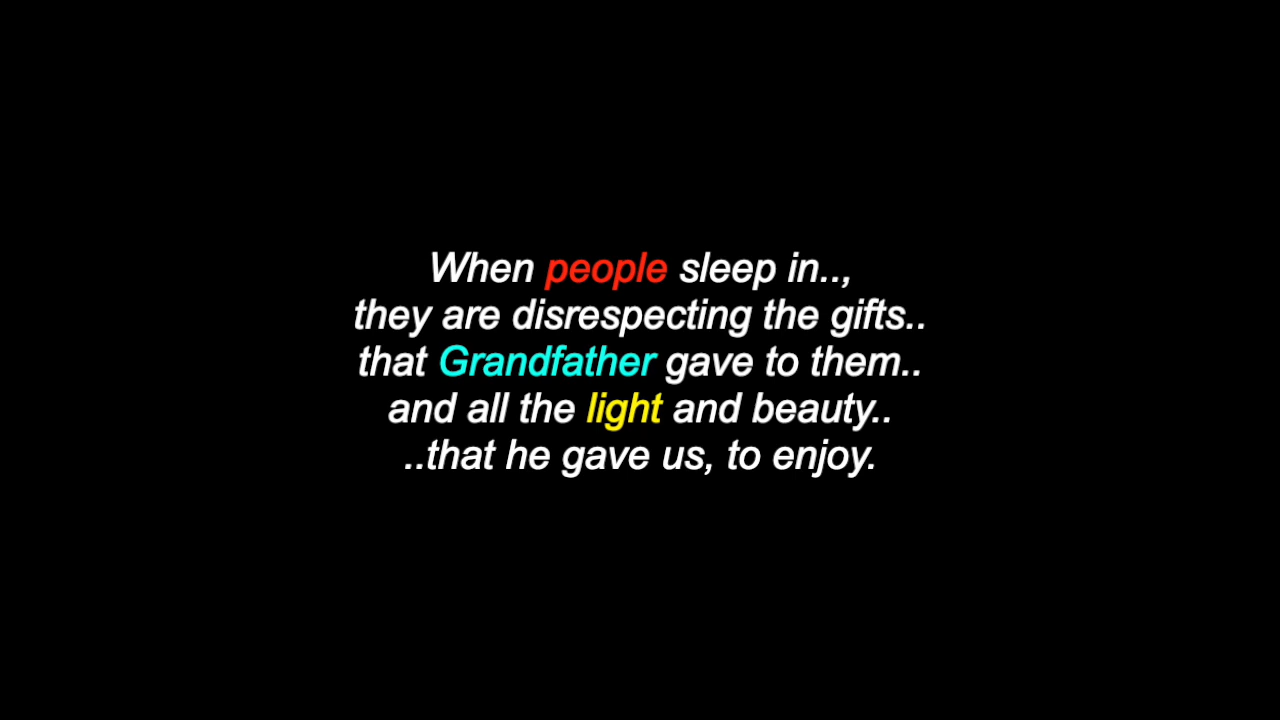 When people sleep in..,
they are disrespecting the gifts..
that Grandfather gave to them..
and all the light and beauty..
..that he gave us, to enjoy.